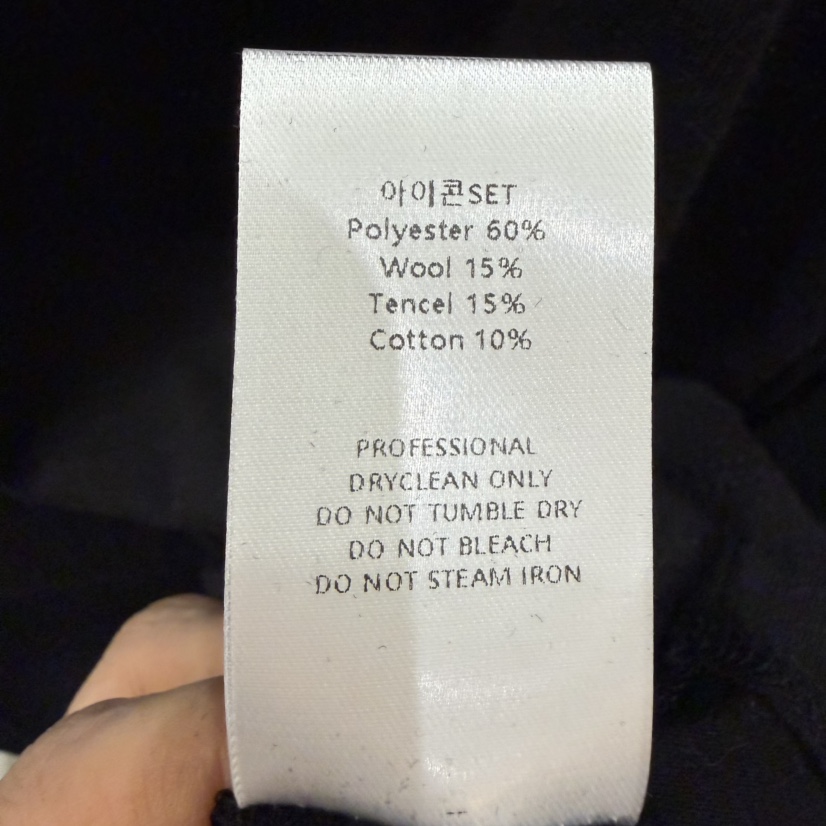 아이콘SET
Polyester 60%
Wool 15%
Tencel 15%
Cotton 10%
PROFESSIONAL
DRYCLEAN ONLY
DO NOT TUMBLE DRY
DO NOT BLEACH
DO NOT STEAM IRON